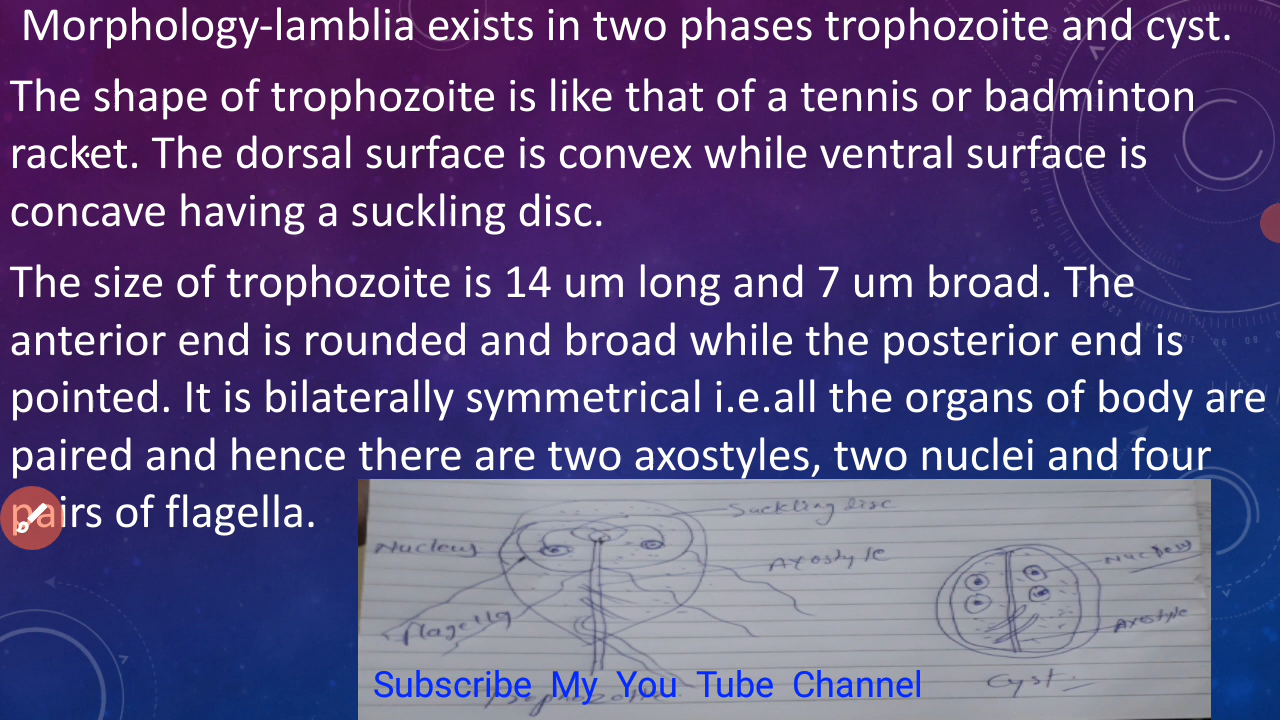 Morphology-lamblia exists in two phases trophozoite and cyst.
The shape of trophozoite is like that of a tennis or badminton
racket. The dorsal surface is convex while ventral surface is
concave having a suckling disc.
The size of trophozoite is 14 um long and 7 um broad. The
anterior end is rounded and broad while the posterior end is
pointed. It is bilaterally symmetrical i.e.all the organs of body are
paired and hence there are two axostyles, two nuclei and four
pairs of flagella.
Suckling disc
Nucleus
Axostyle
Flagella
Axostyle
Cyst
Subscribe My You Tube Channel